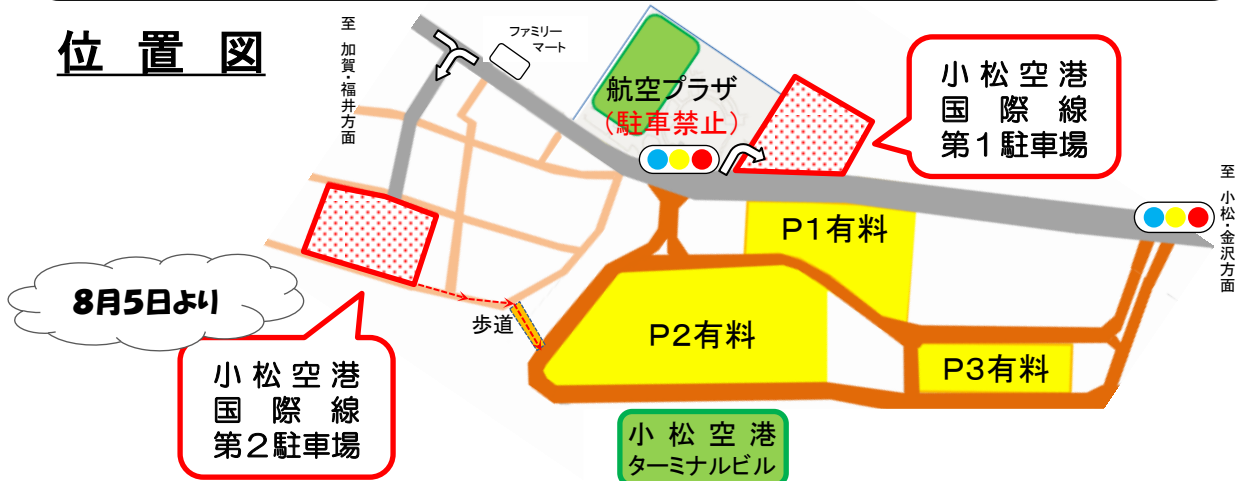 位 置 図
至 加賀・福井方面
ファミリー
マート
航空プラザ
(駐車禁止)
小 松 空 港
国 際 線
第1駐車場
至 小松・金沢方面
P1有料
8月5日より
歩道
P2有料
P3有料
小 松 空 港
国 際 線
第2駐車場
小 松 空 港
ターミナルビル